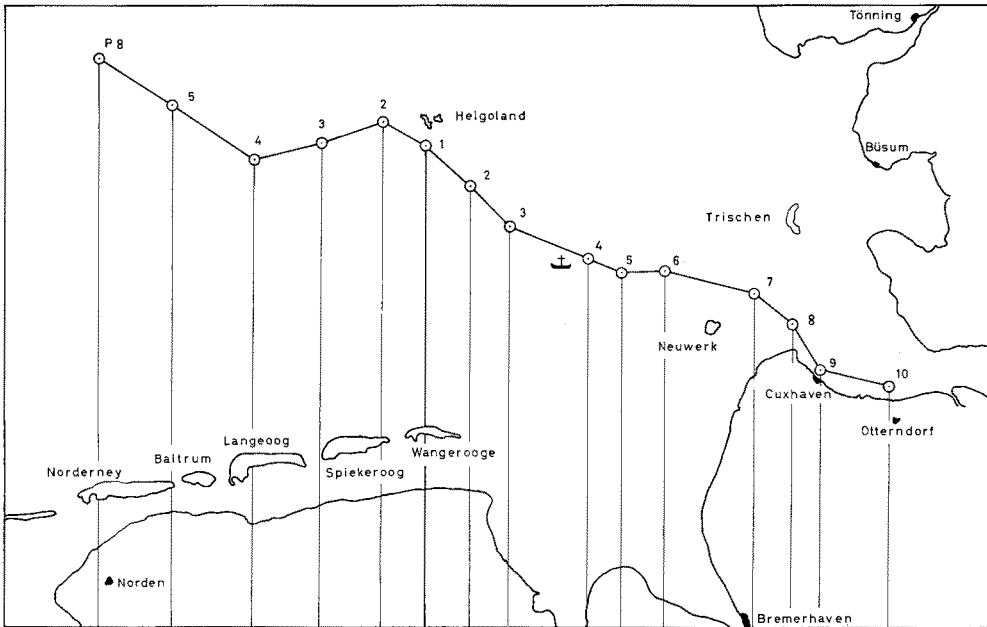 Tönning
P 8
5
4
3
2
Helgoland
1
2
3
4
5
6
7
8
9
10
Büsum
Trischen
Neuwerk
Cuxhaven
Otterndorf
Norderney
Baltrum
Langeoog
Spiekeroog
Wangerooge
Norden
Bremerhaven